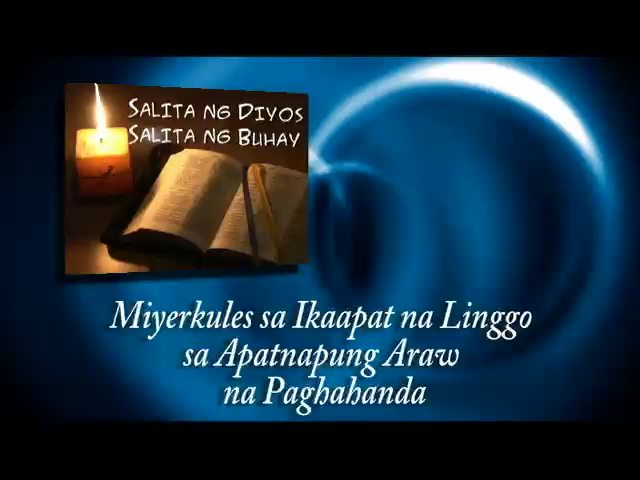 SALITA NG DIYOS
SALITA NG BUHAY
Miyerkules sa Ikaapat na Linggo
sa Apatnapung Araw
na Paghahanda